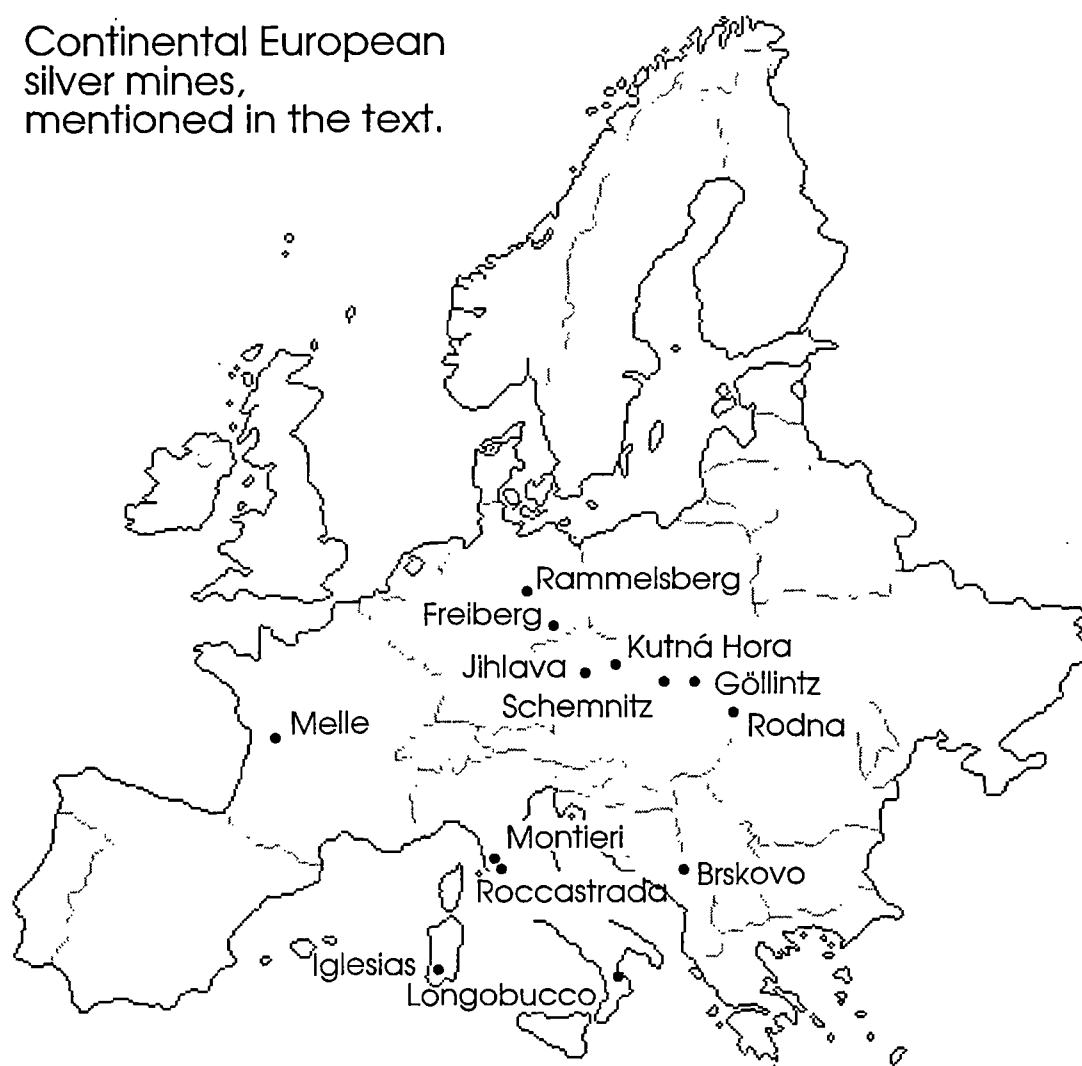 Continental European
silver mines,
mentioned in the text.
Rammelsberg
Freiberg
Kutná Hora
Jihlava
Göllintz
Schemnitz
Rodna
Melle
Montieri
Roccastrada
Brskovo
Iglesias
Longobucco